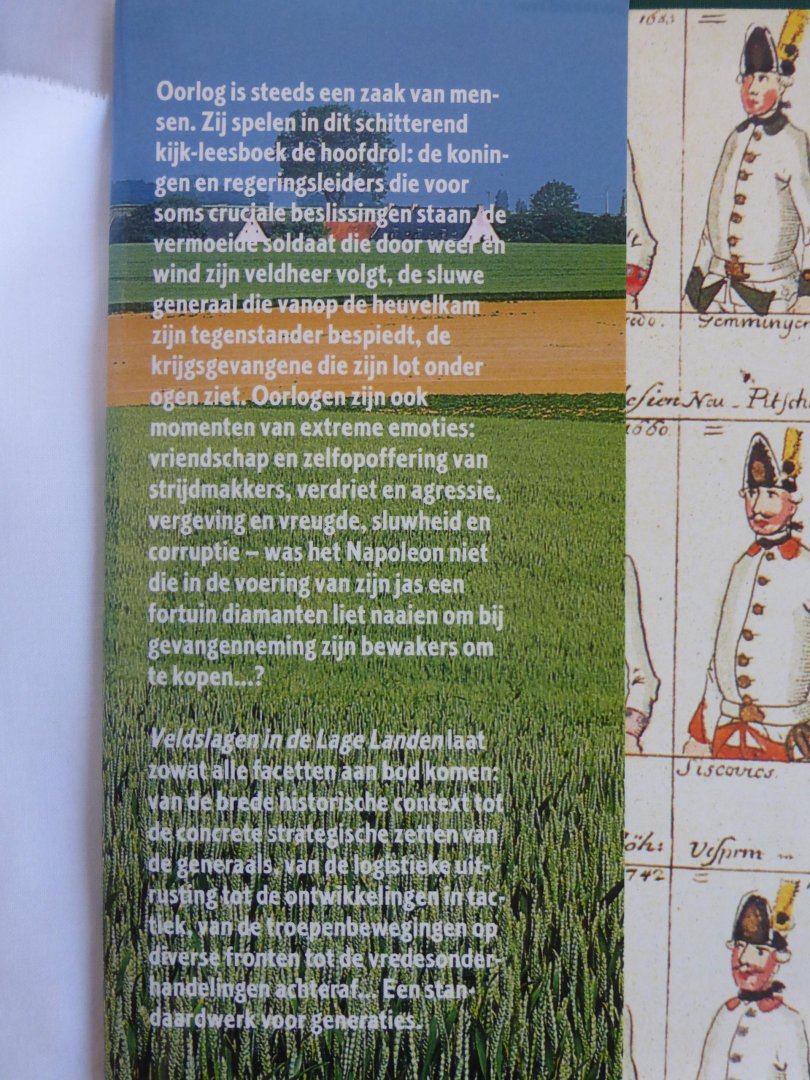 Oorlog is steeds een zaak van men-
sen. Zij spelen in dit schitterend
kijk-leesboek de hoofdrol: de konin-
gen en regeringsleiders die voor
soms cruciale beslissingen staan, de
vermoeide soldaat die door weer en
wind zijn veldheer volgt, de sluwe
generaal die vanop de heuvelkam
zijn tegenstander bespiedt, de
krijgsgevangene die zijn lot onder
ogen ziet. Oorlogen zijn ook
momenten van extreme emoties:
vriendschap en zelfopoffering van
strijdmakkers, verdriet en agressie,
vergeving en vreugde, sluwheid en
corruptie – was het Napoleon niet
die in de voering van zijn jas een
fortuin diamanten liet naaien om bij
gevangenneming zijn bewakers om
te kopen...?
Veldslagen in de Lage Landen laat
zowat alle facetten aan bod komen:
van de brede historische context tot
de concrete strategische zetten van
de generaals, van de logistieke uit-
rusting tot de ontwikkelingen in tac-
tiek, van de troepenbewegingen op
diverse fronten tot de vredesonder-
handelingen achteraf... Een stan-
daardwerk voor generaties.
1683 =
Gemmingen
Neu - Pitsch
1660 =
Siscovics.
Vesprin
1742 =